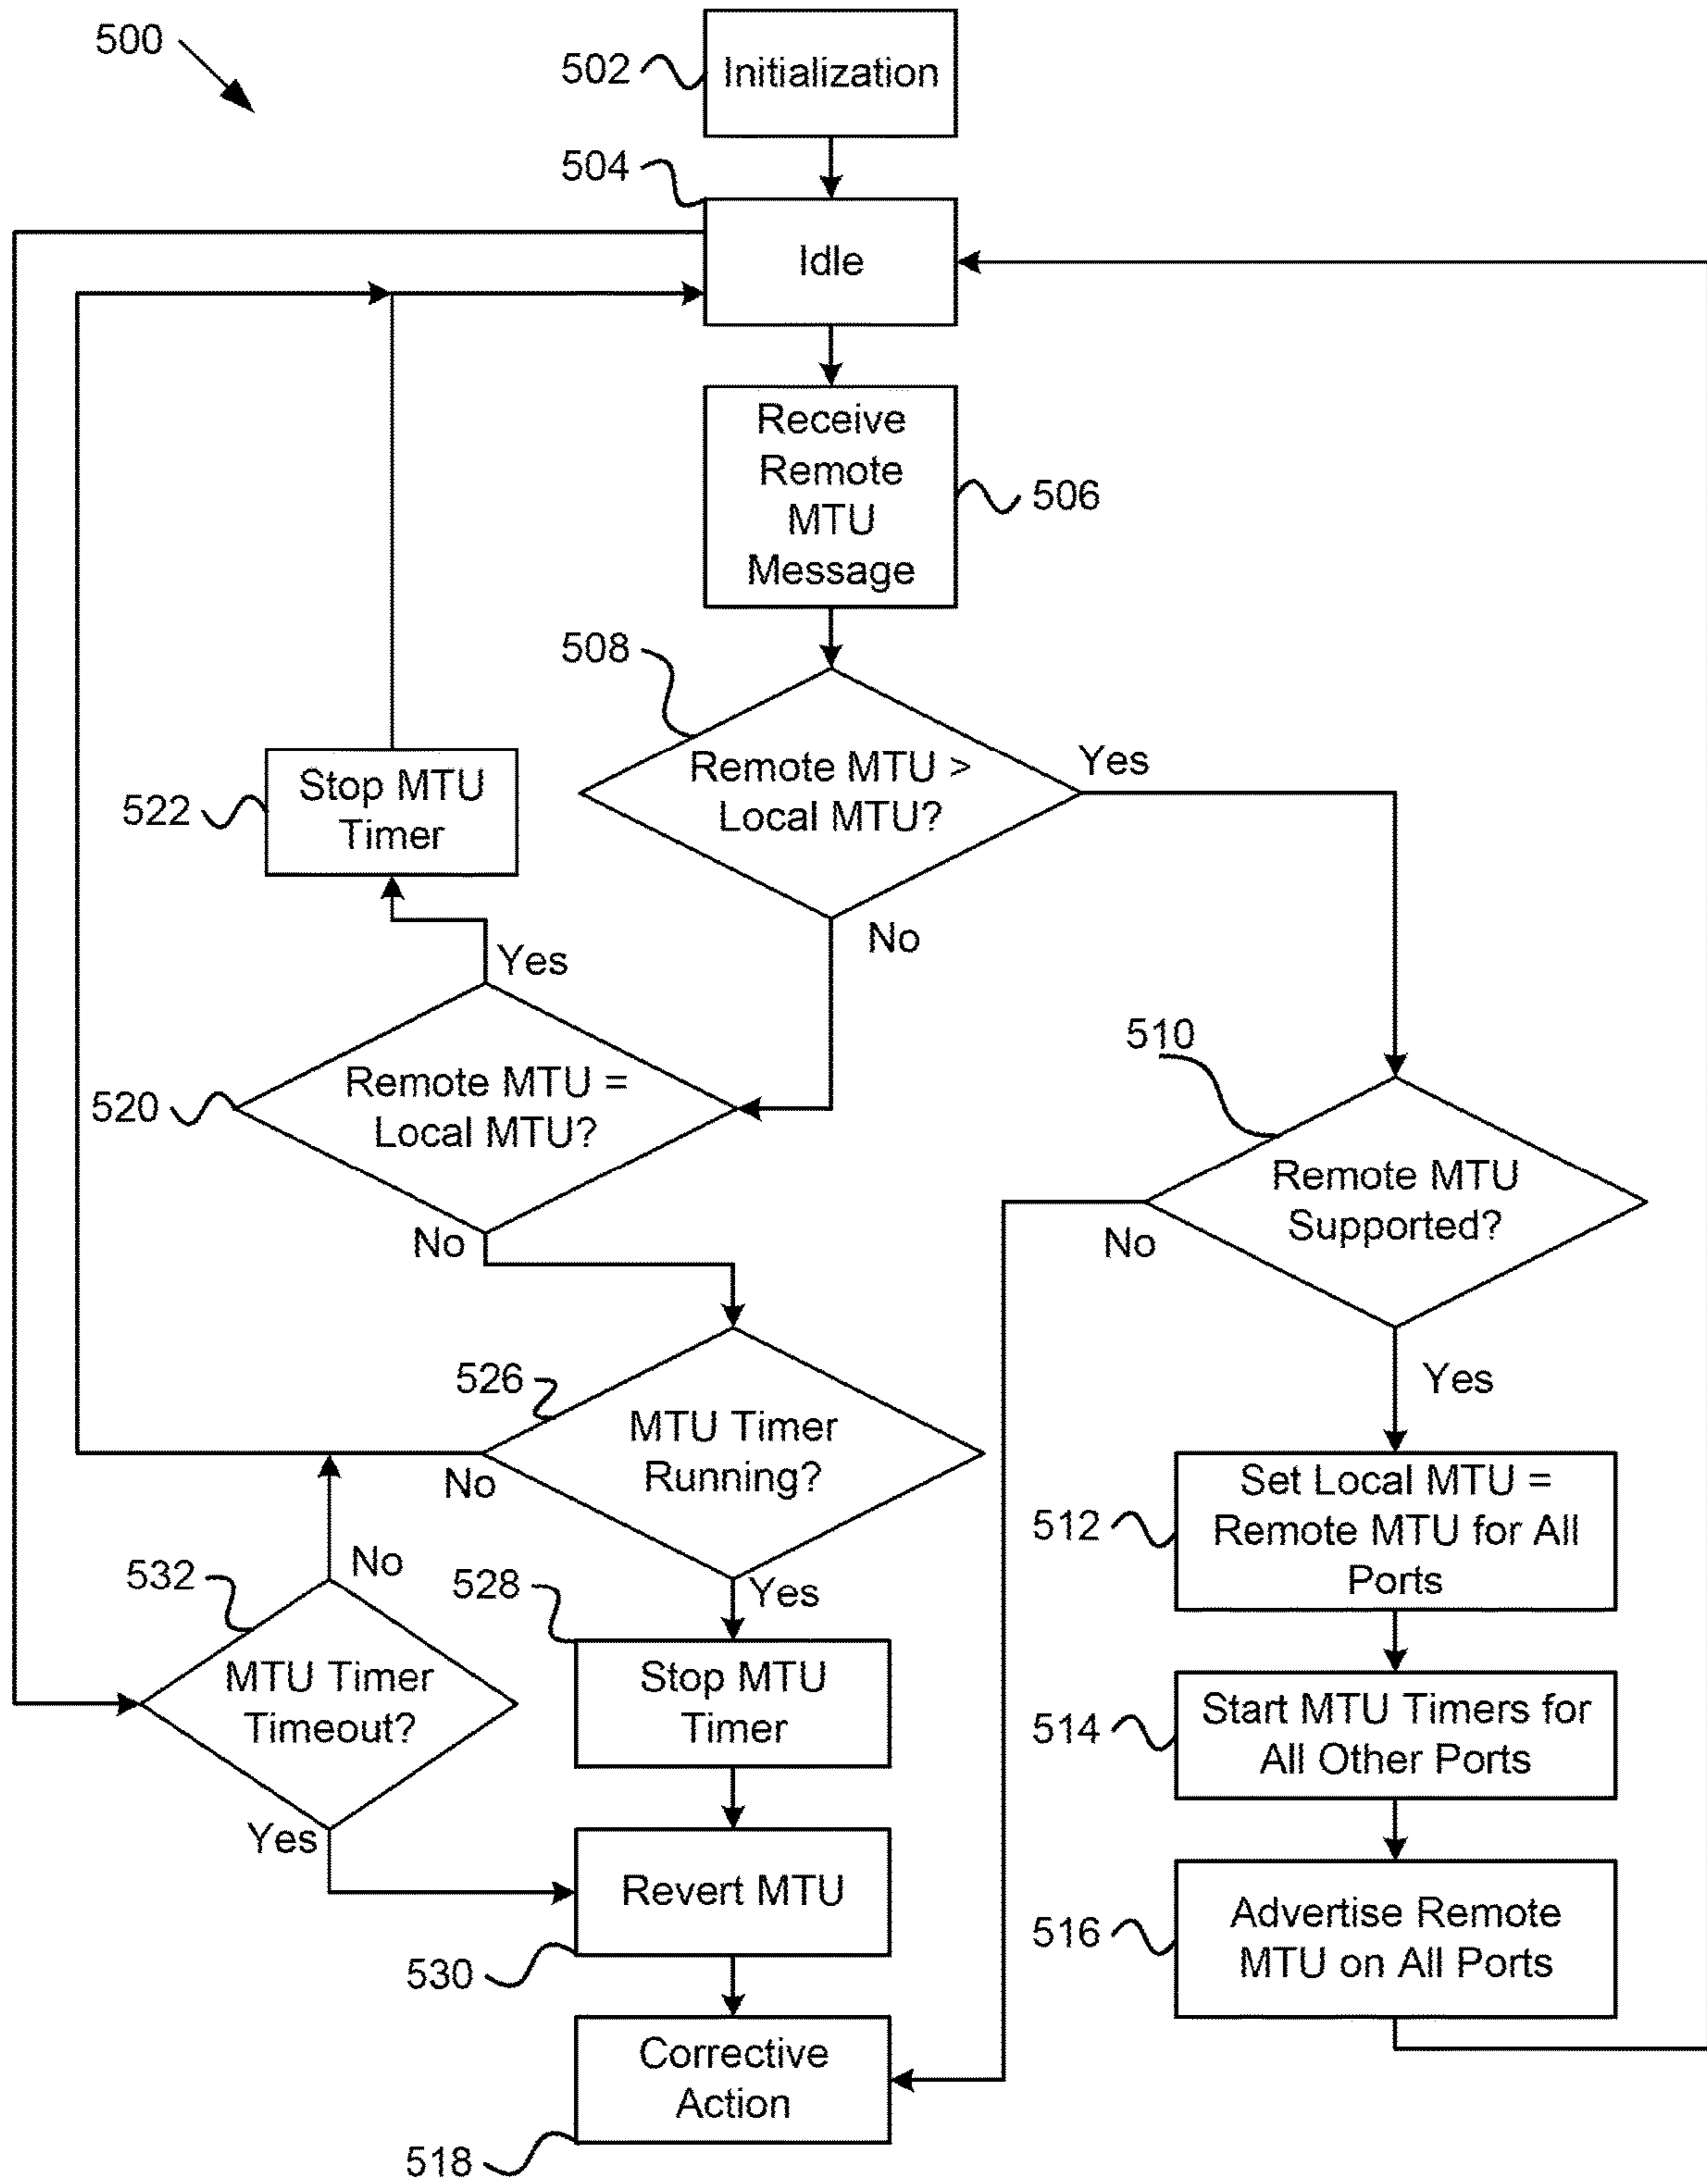 500
502
Initialization
504
Idle
Receive
Remote
MTU
Message
506
508
Remote MTU >
Local MTU?
Yes
No
Stop MTU
Timer
522
Yes
520
Remote MTU =
Local MTU?
No
510
Remote MTU
Supported?
No
Yes
526
MTU Timer
Running?
No
Yes
512
Set Local MTU =
Remote MTU for All
Ports
532
No
MTU Timer
Timeout?
Yes
528
Stop MTU
Timer
514
Start MTU Timers for
All Other Ports
Revert MTU
530
516
Advertise Remote
MTU on All Ports
Corrective
Action
518